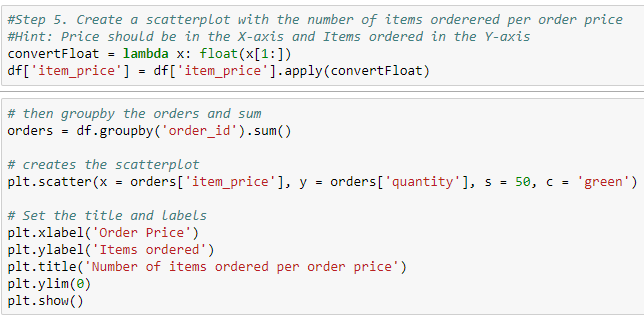 #Step 5. Create a scatterplot with the number of items orderered per order price
#Hint: Price should be in the X-axis and Items ordered in the Y-axis
convertFloat = lambda x: float(x[1:])
df['item_price'] = df['item_price'].apply(convertFloat)
# then groupby the orders and sum
orders = df.groupby('order_id').sum()
# creates the scatterplot
plt.scatter(x = orders['item_price'], y = orders['quantity'], s = 50, c = 'green')
# Set the title and labels
plt.xlabel('Order Price')
plt.ylabel('Items ordered')
plt.title('Number of items ordered per order price')
plt.ylim(0)
plt.show()